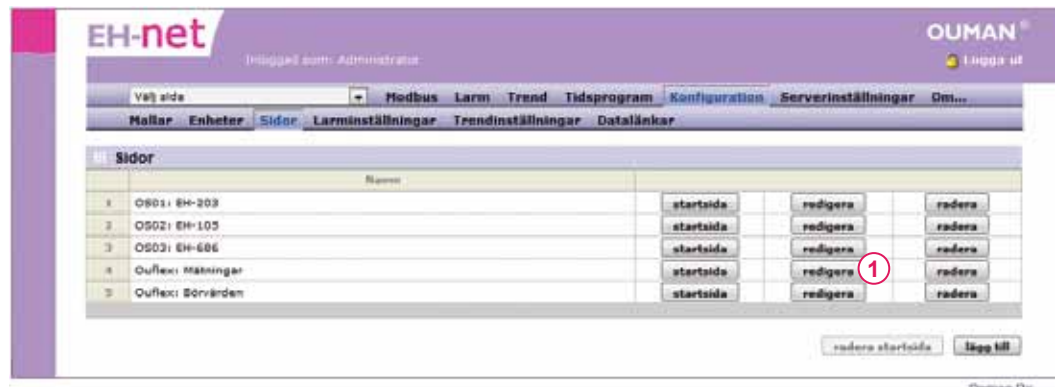 EH-net
OUMAN®
Inloggad som: Administrator
Logga ut
Välj sida Modbus Larm Trend Tidsprogram Konfiguration Serverinställningar Om...
Mallar Enheter Sidor Larminställningar Trendinställningar Datalänkar
Sidor
Namn
1 OS01: EH-203 startsida redigera radera
2 OS02: EH-105 startsida redigera radera
3 OS03: EH-686 startsida redigera radera
4 Ouflex: Mätningar startsida redigera 1 radera
5 Ouflex: Börvärden startsida redigera radera
radera startsida lägg till
Ouman Oy